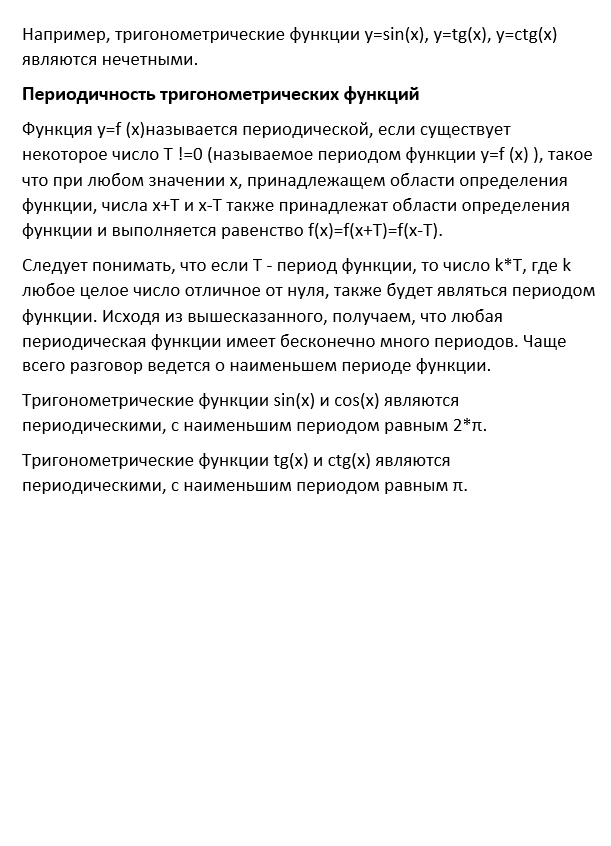 Например, тригонометрические функции y=sin(x), y=tg(x), y=ctg(x)
являются нечетными.
Периодичность тригонометрических функций
Функция y=f (x)называется периодической, если существует
некоторое число T !=0 (называемое периодом функции y=f (x) ), такое
что при любом значении x, принадлежащем области определения
функции, числа x+T и x-T также принадлежат области определения
функции и выполняется равенство f(x)=f(x+T)=f(x-T).
Следует понимать, что если T - период функции, то число k*T, где k
любое целое число отличное от нуля, также будет являться периодом
функции. Исходя из вышесказанного, получаем, что любая
периодическая функции имеет бесконечно много периодов. Чаще
всего разговор ведется о наименьшем периоде функции.
Тригонометрические функции sin(x) и cos(x) являются
периодическими, с наименьшим периодом равным 2*π.
Тригонометрические функции tg(x) и ctg(x) являются
периодическими, с наименьшим периодом равным π.